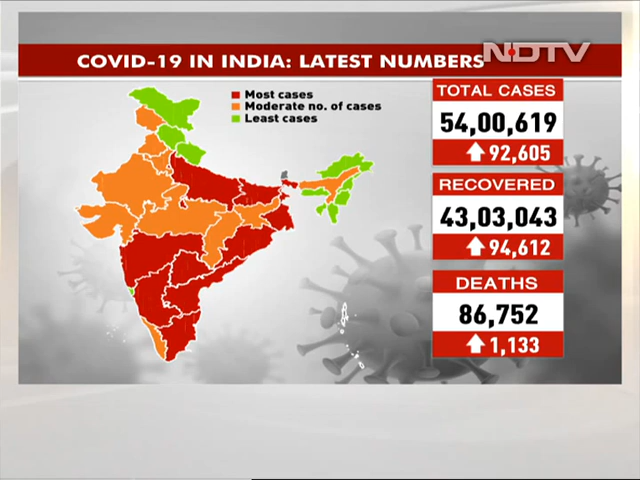 NDTV
COVID-19 IN INDIA: LATEST NUMBERS
Most cases
Moderate no. of cases
Least cases
TOTAL CASES
54,00,619
92,605
RECOVERED
43,03,043
94,612
DEATHS
86,752
1,133